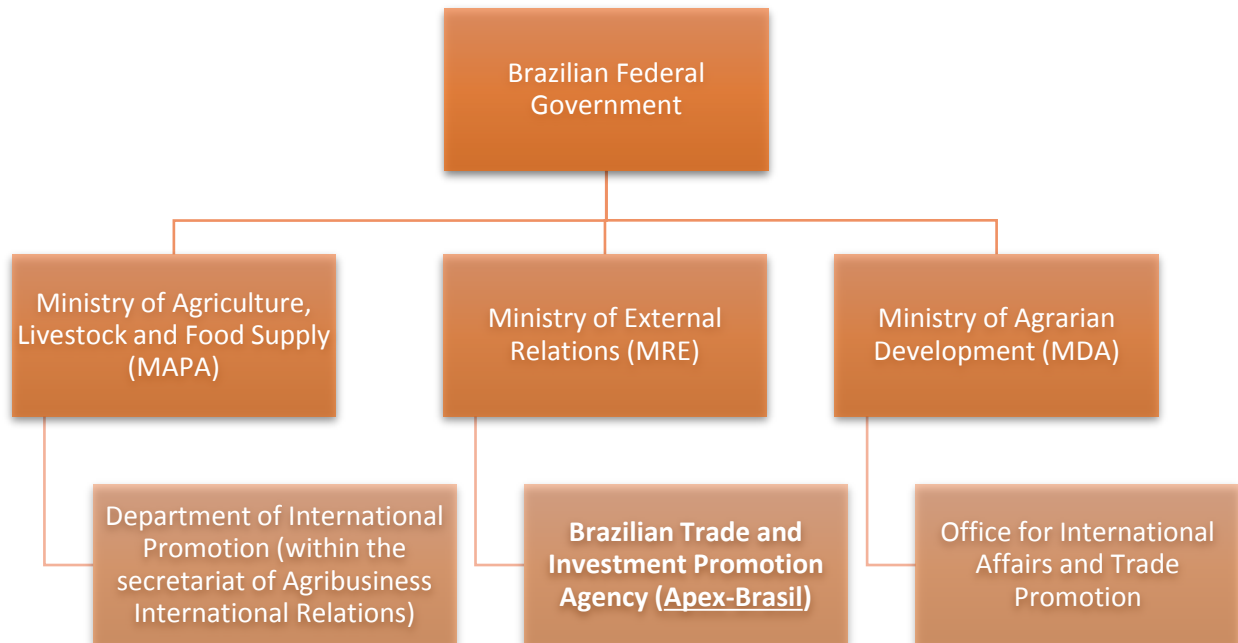 Brazilian Federal
Government
Ministry of Agriculture,
Livestock and Food Supply
(MAPA)
Ministry of External
Relations (MRE)
Ministry of Agrarian
Development (MDA)
Department of International
Promotion (within the
secretariat of Agribusiness
International Relations)
Brazilian Trade and
Investment Promotion
Agency (Apex-Brasil)
Office for International
Affairs and Trade
Promotion